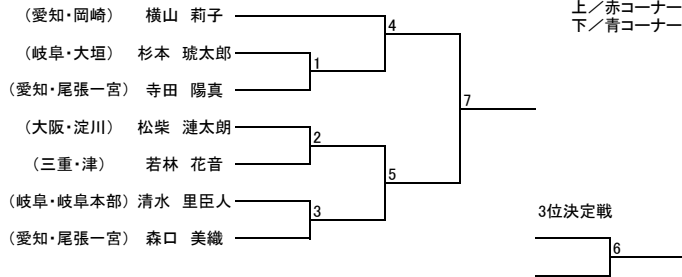 上／赤コーナー
下／青コーナー
(愛知・岡崎) 横山 莉子
4
(岐阜・大垣) 杉本 琥太郎
1
(愛知・尾張一宮) 寺田 陽真
7
(大阪・淀川) 松柴 漣太朗
2
(三重・津) 若林 花音
5
(岐阜・岐阜本部) 清水 里臣人
3
(愛知・尾張一宮) 森口 美織
3位決定戦
6